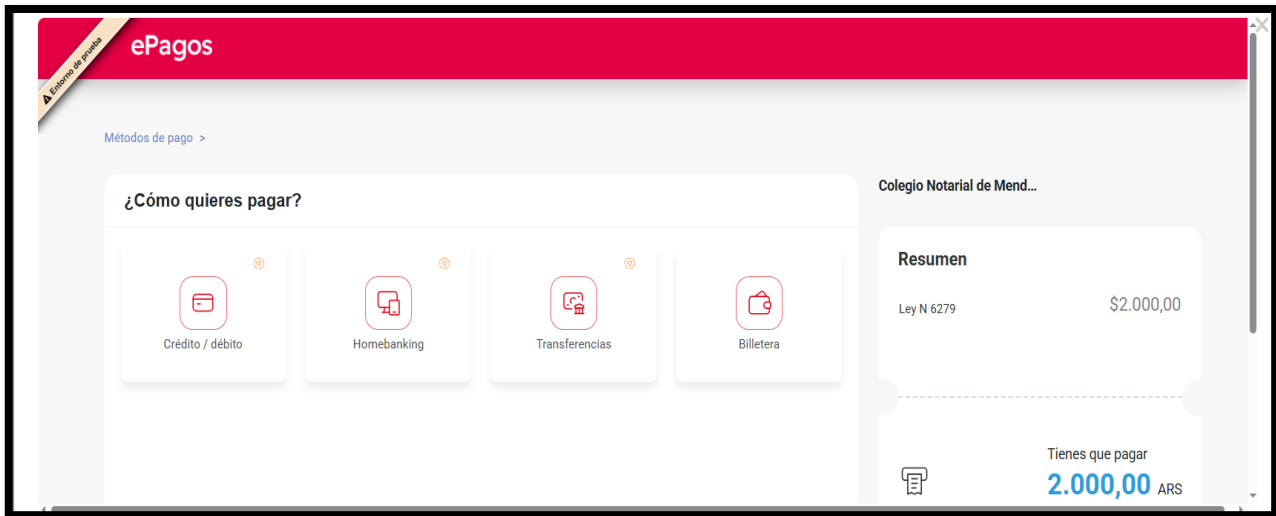 Entorno de prueba
ePagos
Métodos de pago >
¿Cómo quieres pagar?
Crédito / débito
Homebanking
Transferencias
Billetera
Colegio Notarial de Mend...
Resumen
Ley N 6279 $2.000,00
Tienes que pagar
2.000,00 ARS